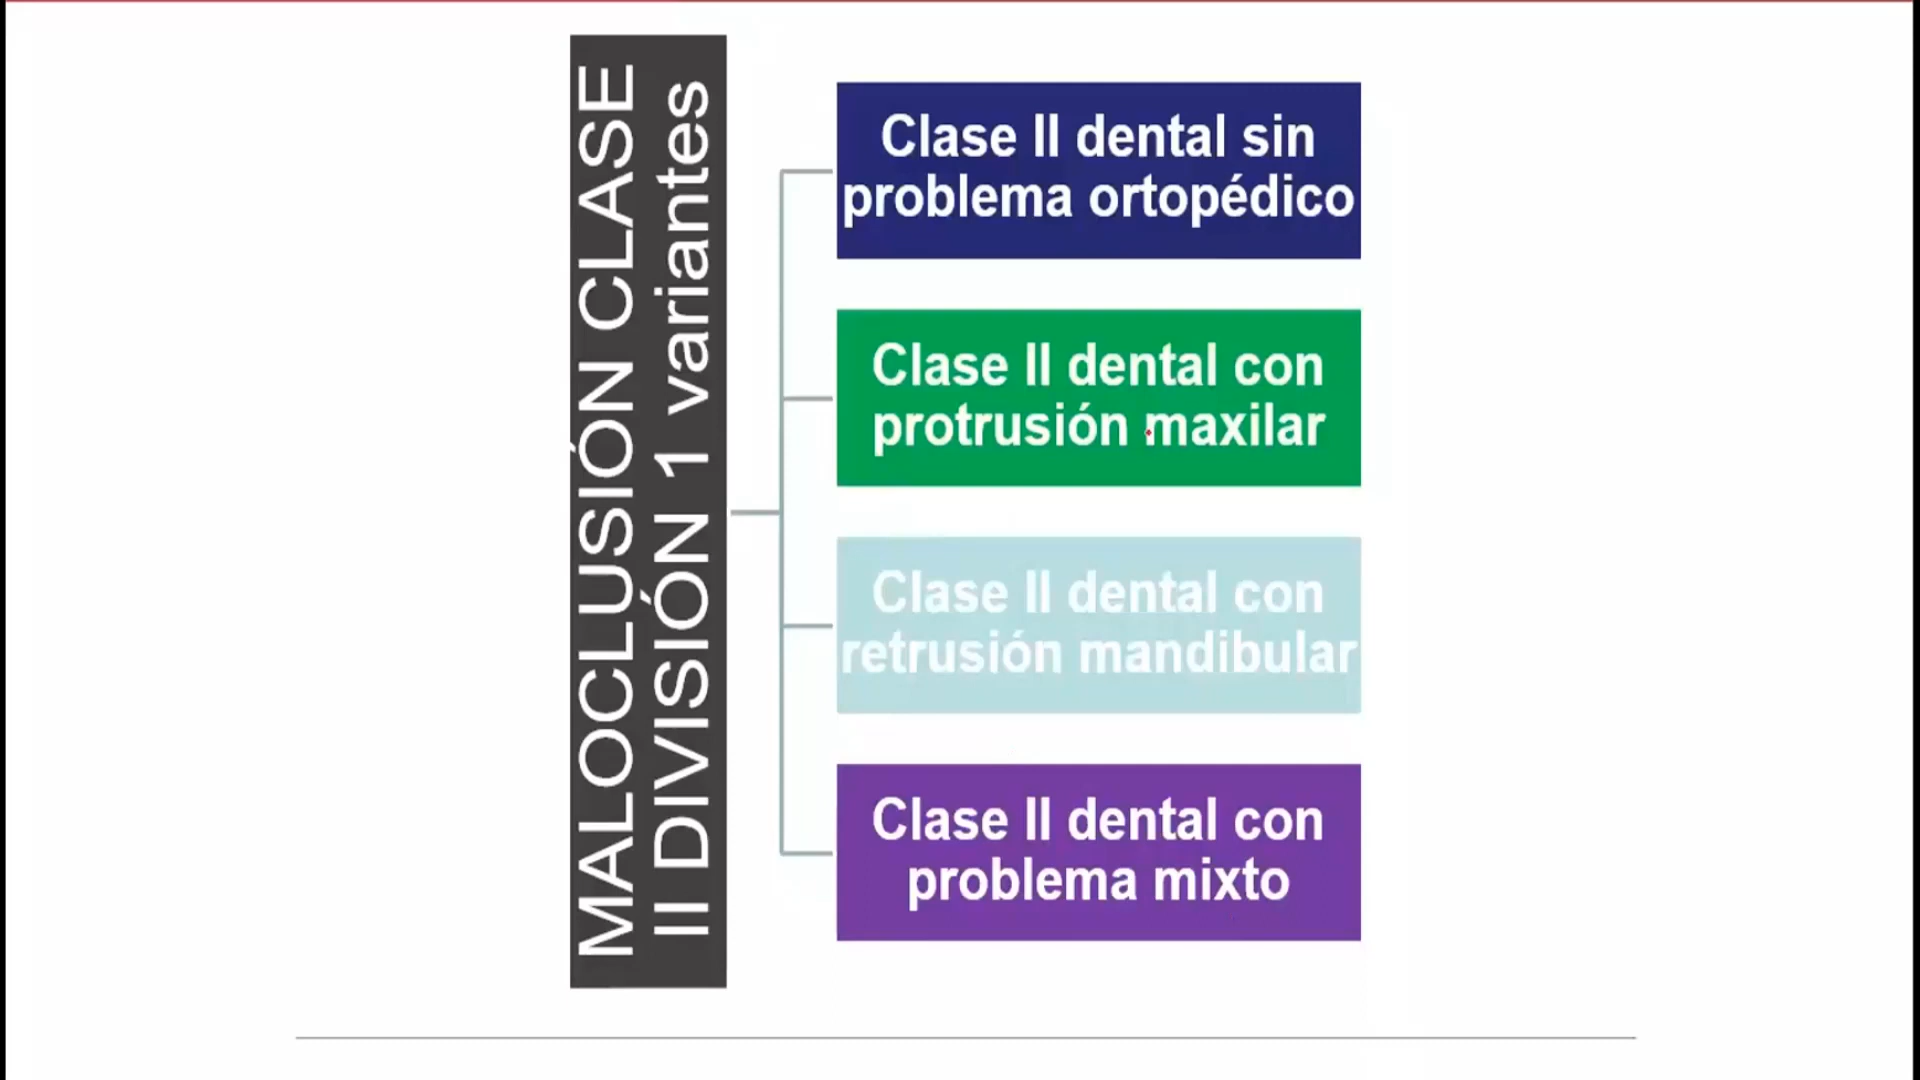 MALOCLUSIÓN CLASE
II DIVISIÓN 1 variantes
Clase II dental sin
problema ortopédico
Clase II dental con
protrusión maxilar
Clase II dental con
retrusión mandibular
Clase II dental con
problema mixto